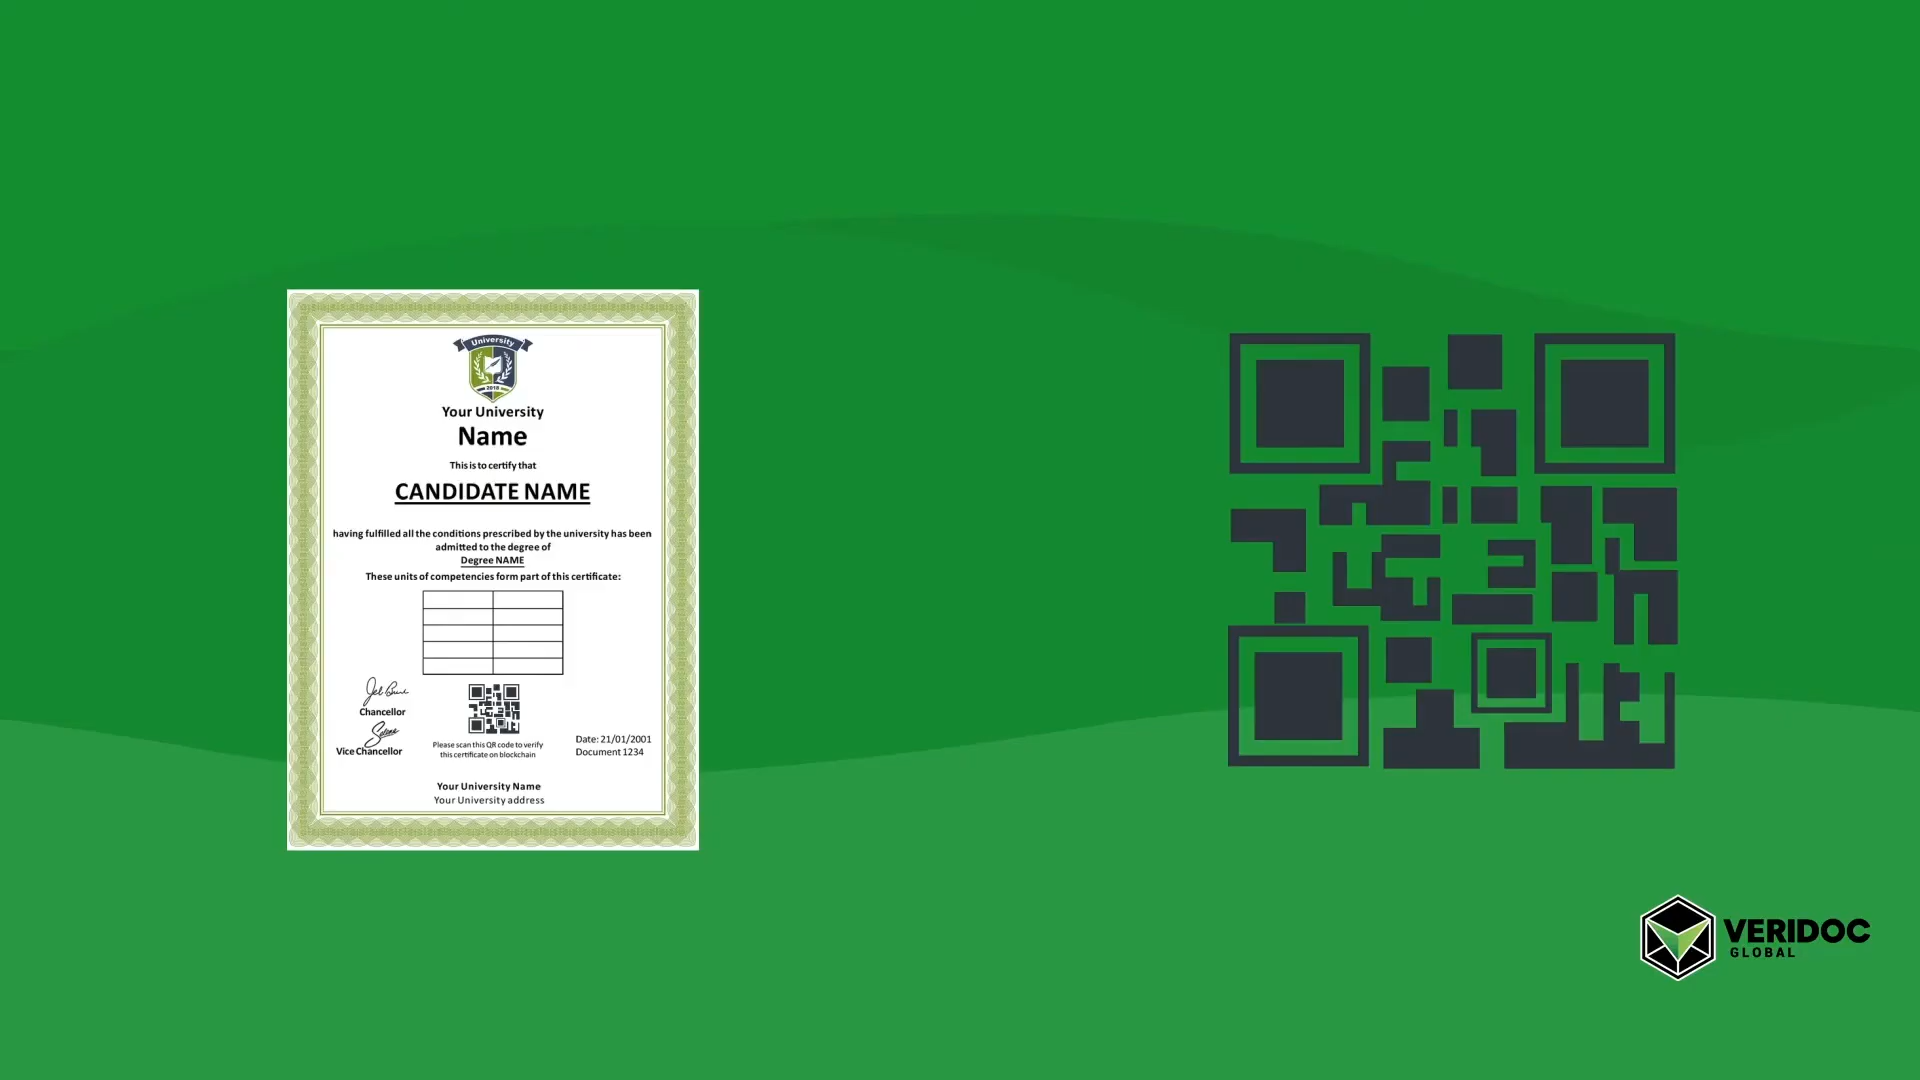 University
2018
Your University
Name
This is to certify that
CANDIDATE NAME
having fulfilled all the conditions prescribed by the university has been
admitted to the degree of
Degree NAME
These units of competencies form part of this certificate:
Chancellor
Vice Chancellor
Please scan this QR code to verify
this certificate on blockchain
Date: 21/01/2001
Document 1234
Your University Name
Your University address
VERIDOC
GLOBAL